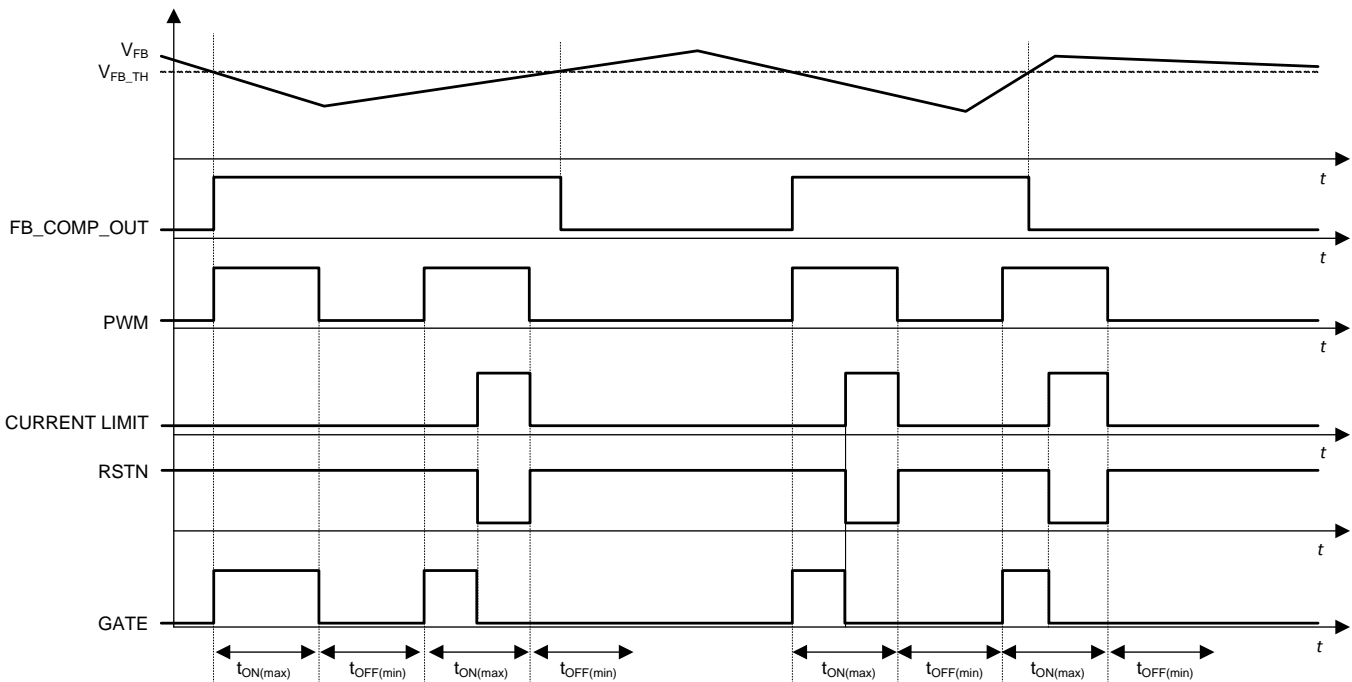 VFB
VFB_TH
t
FB_COMP_OUT
t
PWM
t
CURRENT LIMIT
t
RSTN
t
GATE
t
tON(max) tOFF(min) tON(max) tOFF(min) tON(max) tOFF(min) tON(max) tOFF(min)